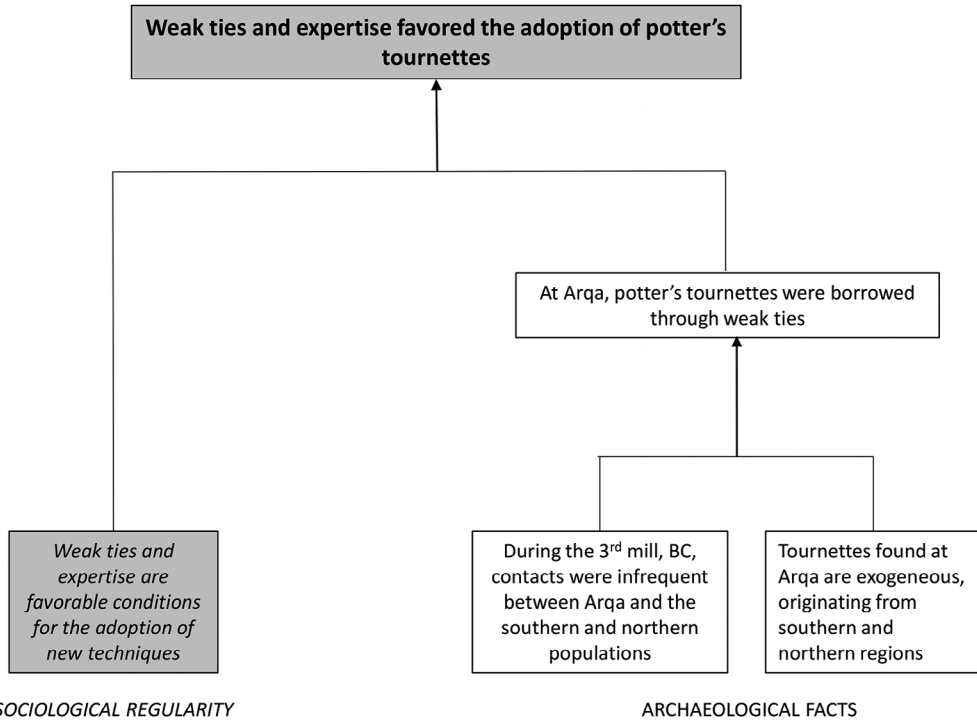 Weak ties and expertise favored the adoption of potter’s
tournettes
At Arqa, potter’s tournettes were borrowed
through weak ties
Weak ties and
expertise are
favorable conditions
for the adoption of
new techniques
During the 3rd mill, BC,
contacts were infrequent
between Arqa and the
southern and northern
populations
Tournettes found at
Arqa are exogeneous,
originating from
southern and
northern regions
SOCIOLOGICAL REGULARITY
ARCHAEOLOGICAL FACTS